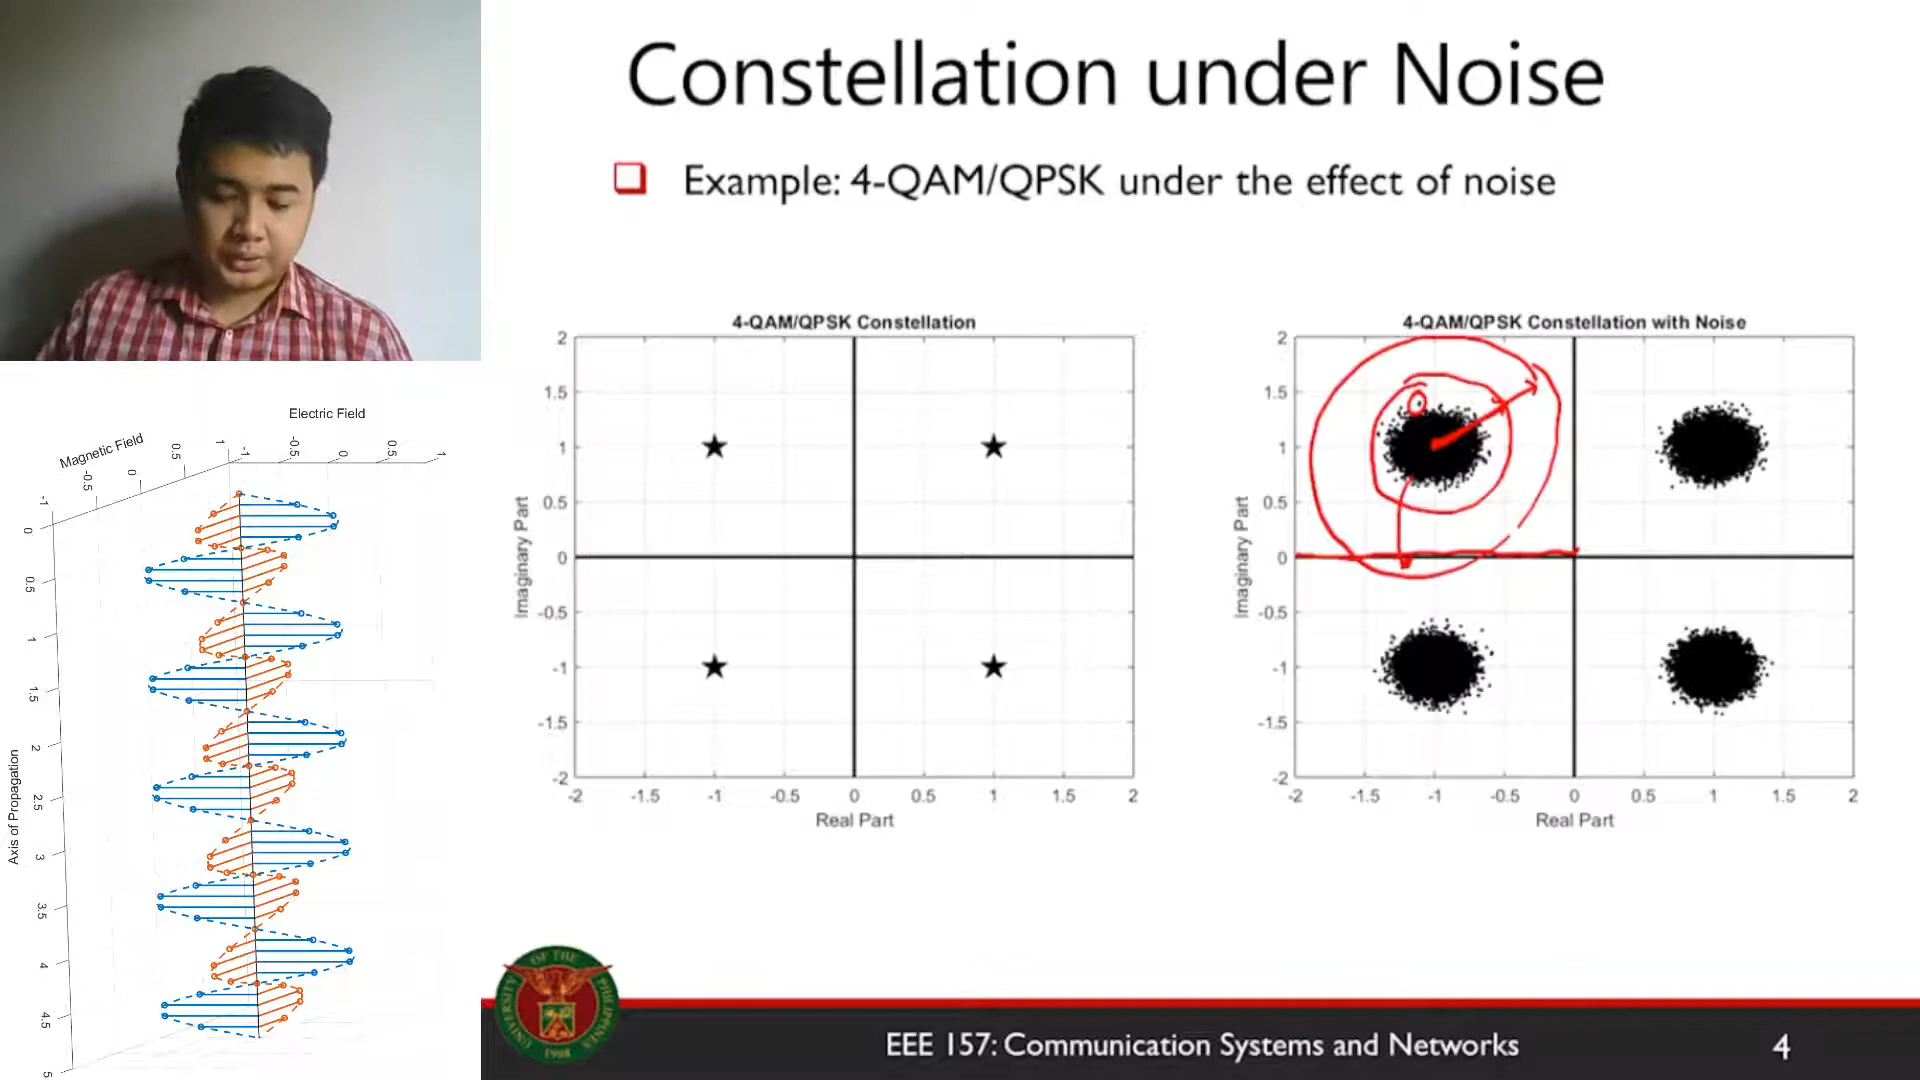 Constellation under Noise
Example: 4-QAM/QPSK under the effect of noise
4-QAM/QPSK Constellation
2
1.5
1
0.5
0
-0.5
-1
-1.5
-2
-2 -1.5 -1 -0.5 0 0.5 1 1.5 2
Imaginary Part
Real Part
4-QAM/QPSK Constellation with Noise
2
1.5
1
0.5
0
-0.5
-1
-1.5
-2
-2 -1.5 -1 -0.5 0 0.5 1 1.5 2
Imaginary Part
Real Part
Electric Field
-1 -0.5 0 0.5 1
Magnetic Field
-1 -0.5 0 0.5 1
Axis of Propagation
0
0.5
1
1.5
2
2.5
3
3.5
4
4.5
5
UNIVERSITY OF THE PHILIPPINES
1908
EEE 157: Communication Systems and Networks
4